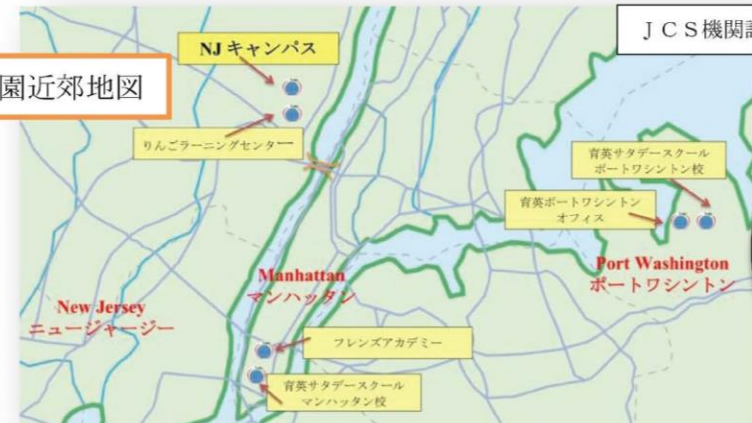 NJ キャンパス
ＪＣＳ機関
園近郊地図
りんごラーニングセンター
育英サタデースクール
ポートワシントン校
育英ポートワシントン
オフィス
Manhattan
マンハッタン
Port Washington
ポートワシントン
New Jersey
ニュージャージー
フレンズアカデミー
育英サタデースクール
マンハッタン校